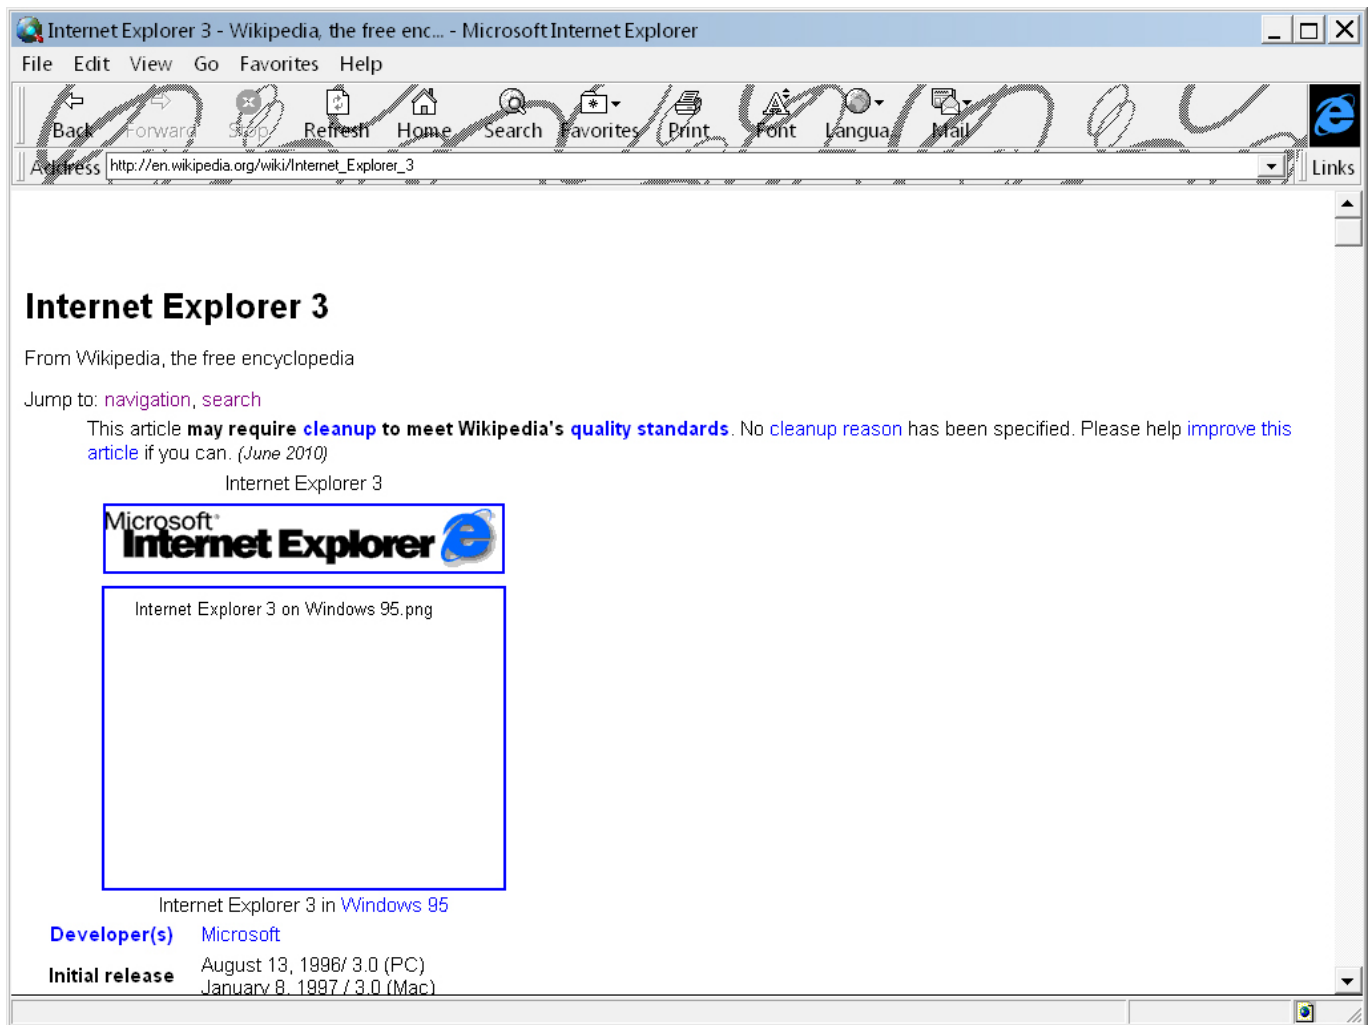 Internet Explorer 3 - Wikipedia, the free enc... - Microsoft Internet Explorer
File Edit View Go Favorites Help
Back Forward Stop Refresh Home Search Favorites Print Font Langua Mail
Address http://en.wikipedia.org/wiki/Internet_Explorer_3 Links
Internet Explorer 3
From Wikipedia, the free encyclopedia
Jump to: navigation, search
This article may require cleanup to meet Wikipedia's quality standards. No cleanup reason has been specified. Please help improve this
article if you can. (June 2010)
Internet Explorer 3
Microsoft
Internet Explorer
Internet Explorer 3 on Windows 95.png
Internet Explorer 3 in Windows 95
Developer(s) Microsoft
Initial release August 13, 1996/ 3.0 (PC)
January 8, 1997 / 3.0 (Mac)